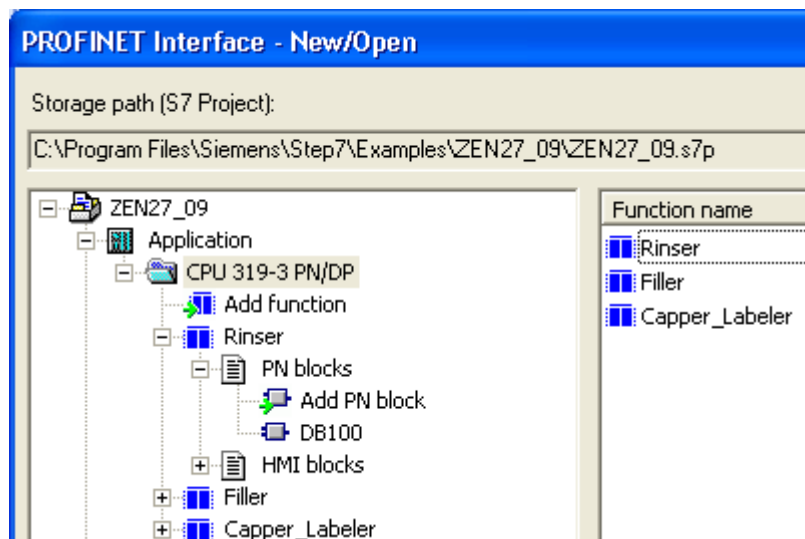 PROFINET Interface - New/Open
Storage path (S7 Project):
C:\Program Files\Siemens\Step7\Examples\ZEN27_09\ZEN27_09.s7p
ZEN27_09
Application
CPU 319-3 PN/DP
Add function
Rinser
PN blocks
Add PN block
DB100
HMI blocks
Filler
Capper_Labeler
Function name
Rinser
Filler
Capper_Labeler